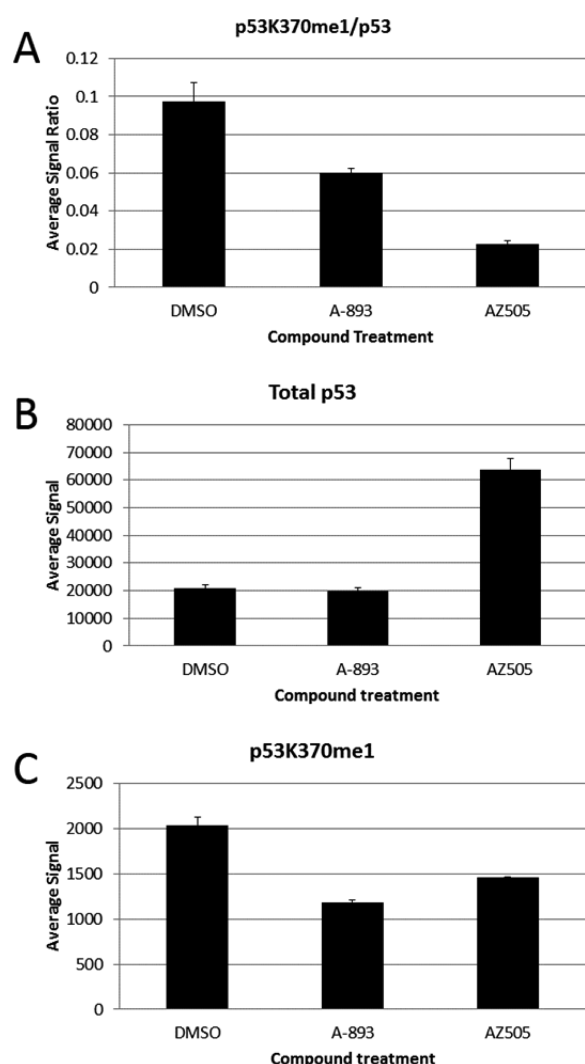 A
p53K370me1/p53
Average Signal Ratio
0.12
0.1
0.08
0.06
0.04
0.02
0
DMSO A-893 AZ505
Compound Treatment
B
Total p53
Average Signal
80000
70000
60000
50000
40000
30000
20000
10000
0
DMSO A-893 AZ505
Compound treatment
C
p53K370me1
Average Signal
2500
2000
1500
1000
500
0
DMSO A-893 AZ505
Compound treatment